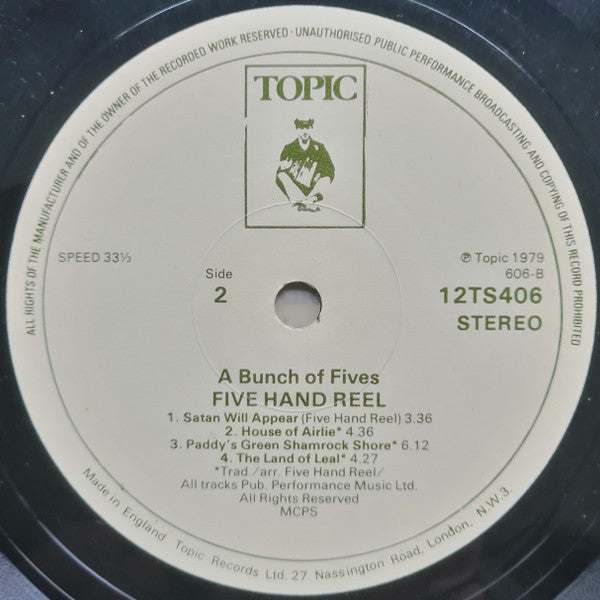 ALL RIGHTS OF THE MANUFACTURER AND OF THE OWNER OF THE RECORDED WORK RESERVED · UNAUTHORISED PUBLIC PERFORMANCE BROADCASTING AND COPYING OF THIS RECORD PROHIBITED
TOPIC
SPEED 33⅓
Side
2
℗ Topic 1979
606-B
12TS406
STEREO
A Bunch of Fives
FIVE HAND REEL
1. Satan Will Appear (Five Hand Reel) 3.36
2. House of Airlie* 4.36
3. Paddy's Green Shamrock Shore* 6.12
4. The Land of Leal* 4.27
*Trad./arr. Five Hand Reel/
All tracks Pub. Performance Music Ltd.
All Rights Reserved
MCPS
Made in England Topic Records Ltd. 27 Nassington Road, London, N.W.3.